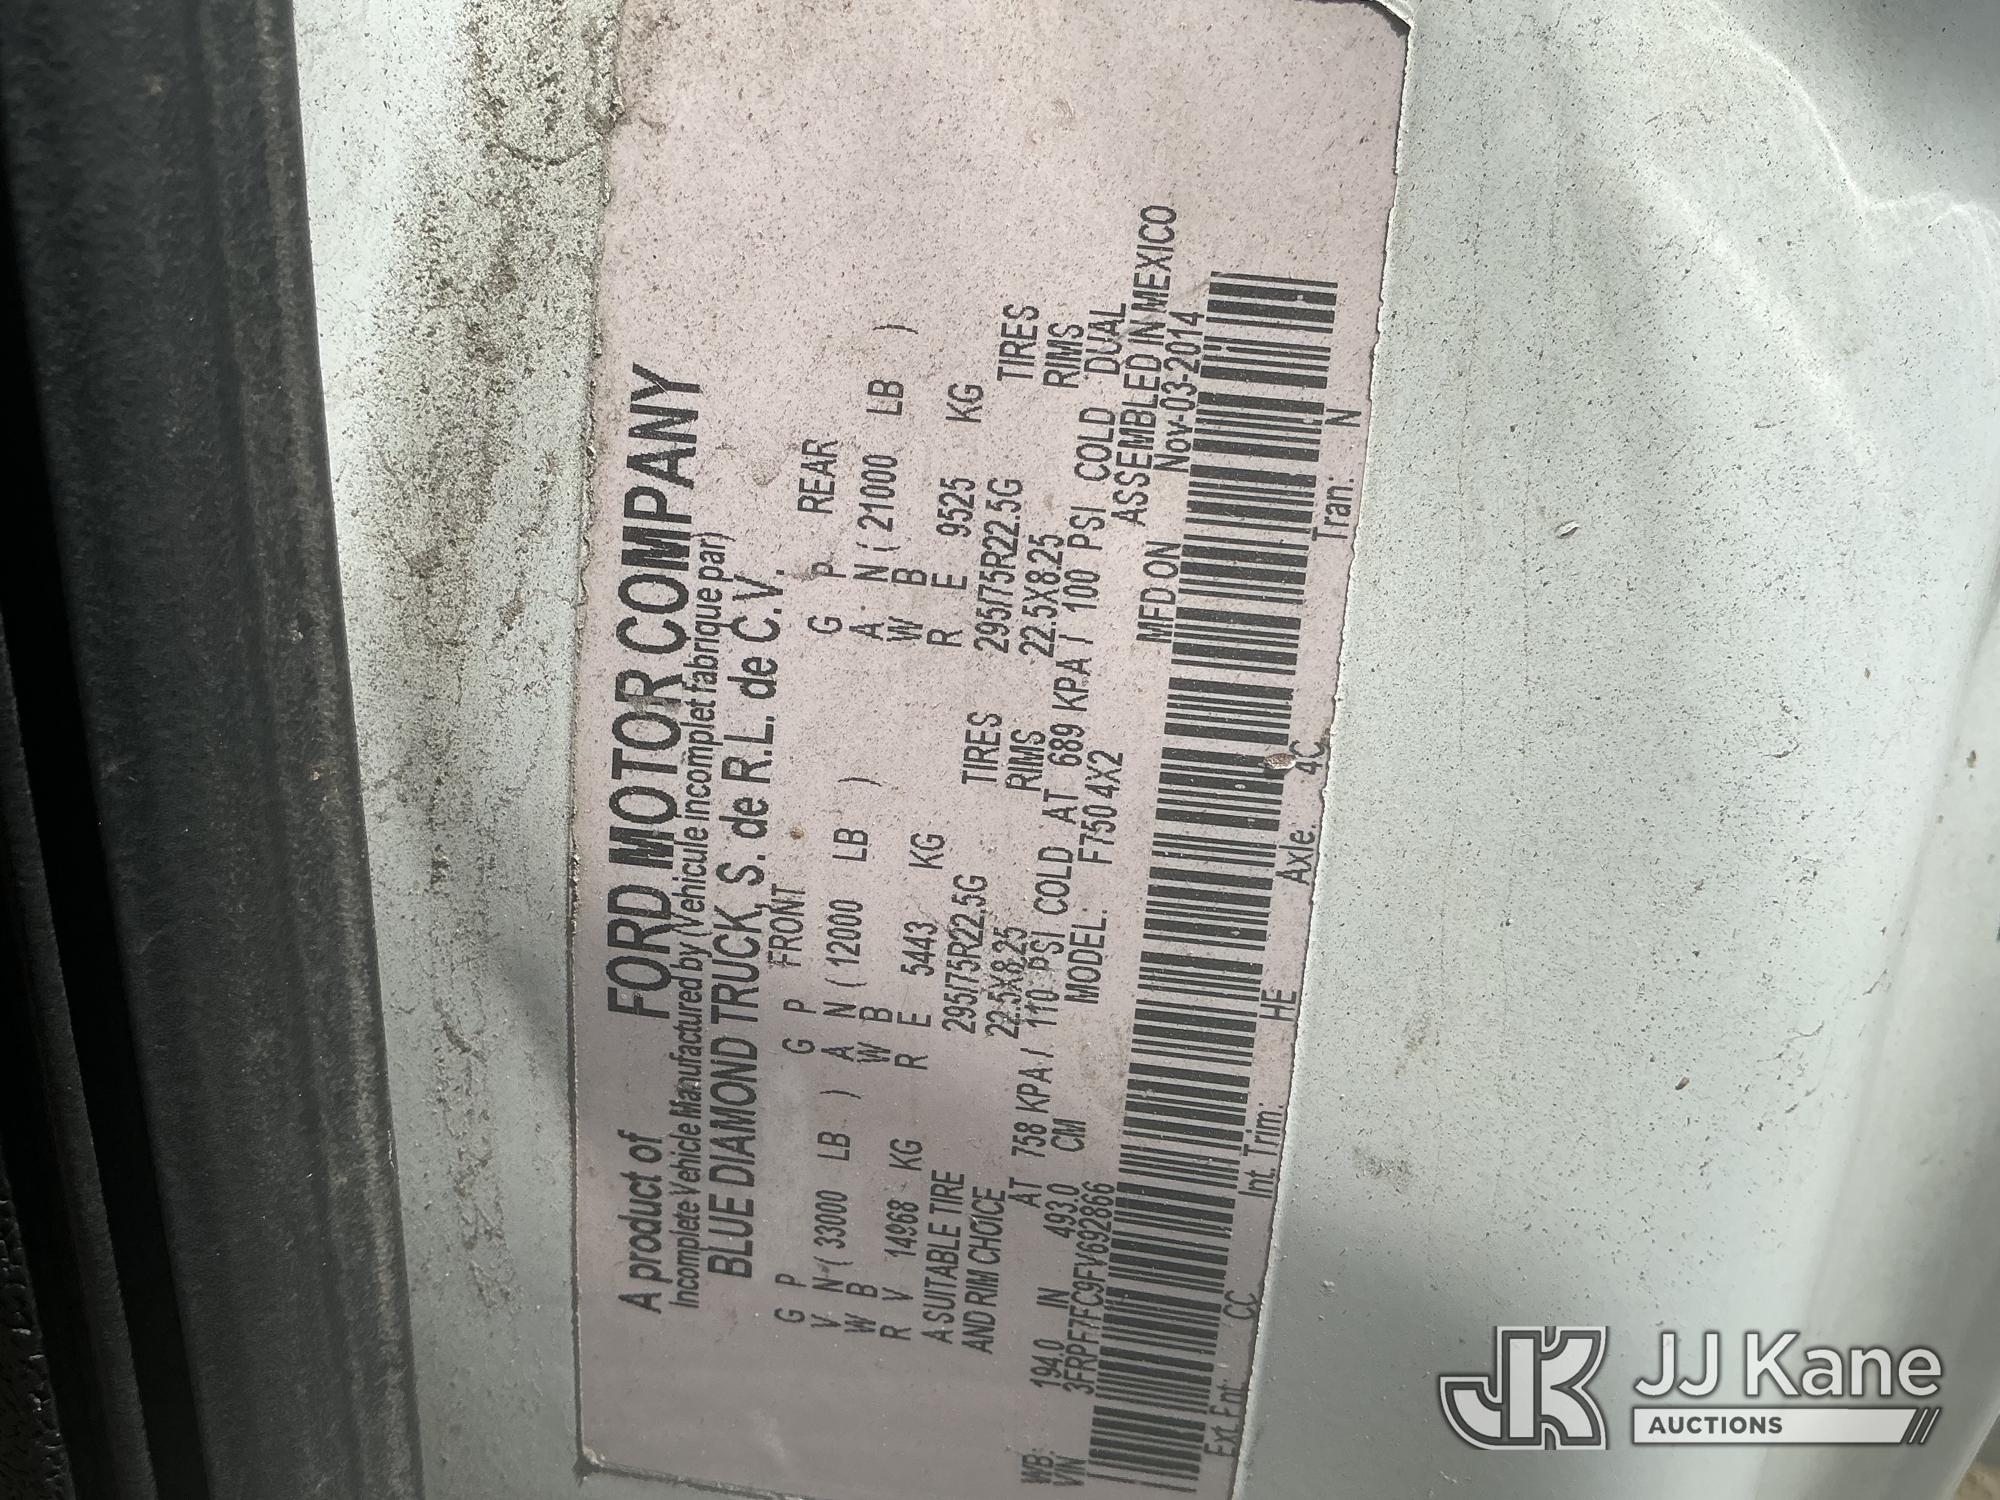 A product of FORD MOTOR COMPANY
Incomplete Vehicle Manufactured by (Vehicule incomplet fabrique par)
BLUE DIAMOND TRUCK, S. de R.L. de C.V.
G P FRONT G P REAR
G P A N ( 12000 LB ) A N ( 21000 LB )
V N ( 33000 LB ) W B W B
W B R E 5443 KG R E 9525 KG
R V 14968 KG
A SUITABLE TIRE 295/75R22.5G TIRES 295/75R22.5G TIRES
AND RIM CHOICE 22.5X8.25 RIMS 22.5X8.25 RIMS
AT 758 KPA / 110 PSI COLD AT 689 KPA / 100 PSI COLD DUAL
WB: 194.0 IN 493.0 CM MODEL: F750 4X2 ASSEMBLED IN MEXICO
VIN 3FRPF7FC9FV692866 MFD.ON Nov-03-2014
Ext. Pnt: CC Int. Trim: HE Axle: 4C Tran: N
JK JJ Kane
AUCTIONS